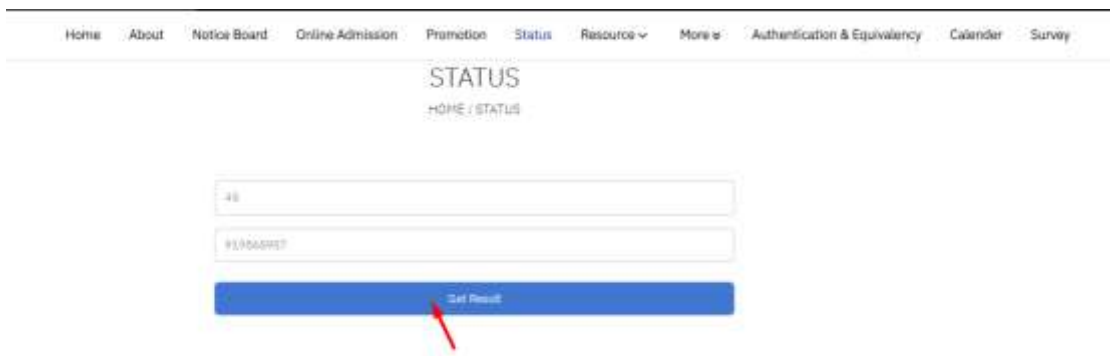 Home About Notice Board Online Admission Promotion Status Resource More Authentication & Equivalency Calender Survey
STATUS
HOME / STATUS
Get Result